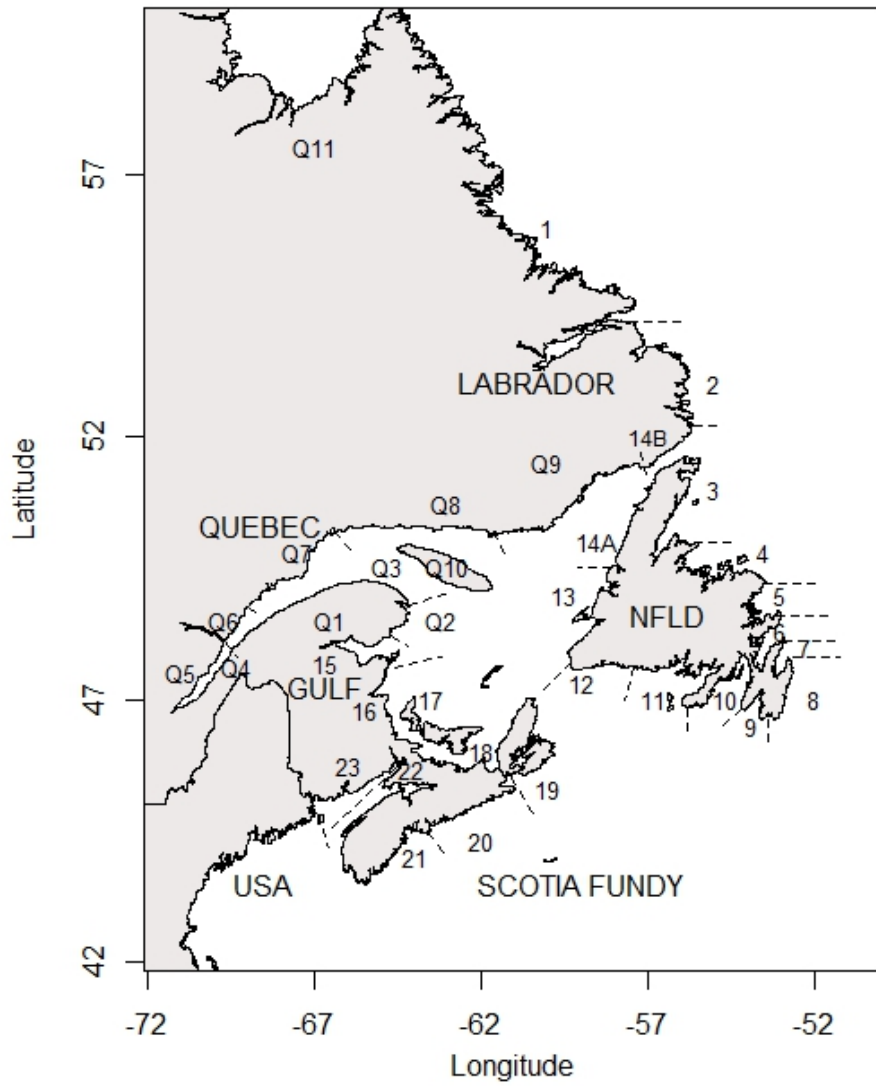 Q11
57
1
LABRADOR
2
52
14B
Q9
3
Q8
QUEBEC
Q7
14A
4
Q3
Q10
5
13
NFLD
Q6
Q1
Q2
6
7
15
Q4
Q5
GULF
12
11
10
8
47
16
17
9
18
22
23
19
20
21
USA
SCOTIA FUNDY
42
Latitude
-72 -67 -62 -57 -52
Longitude